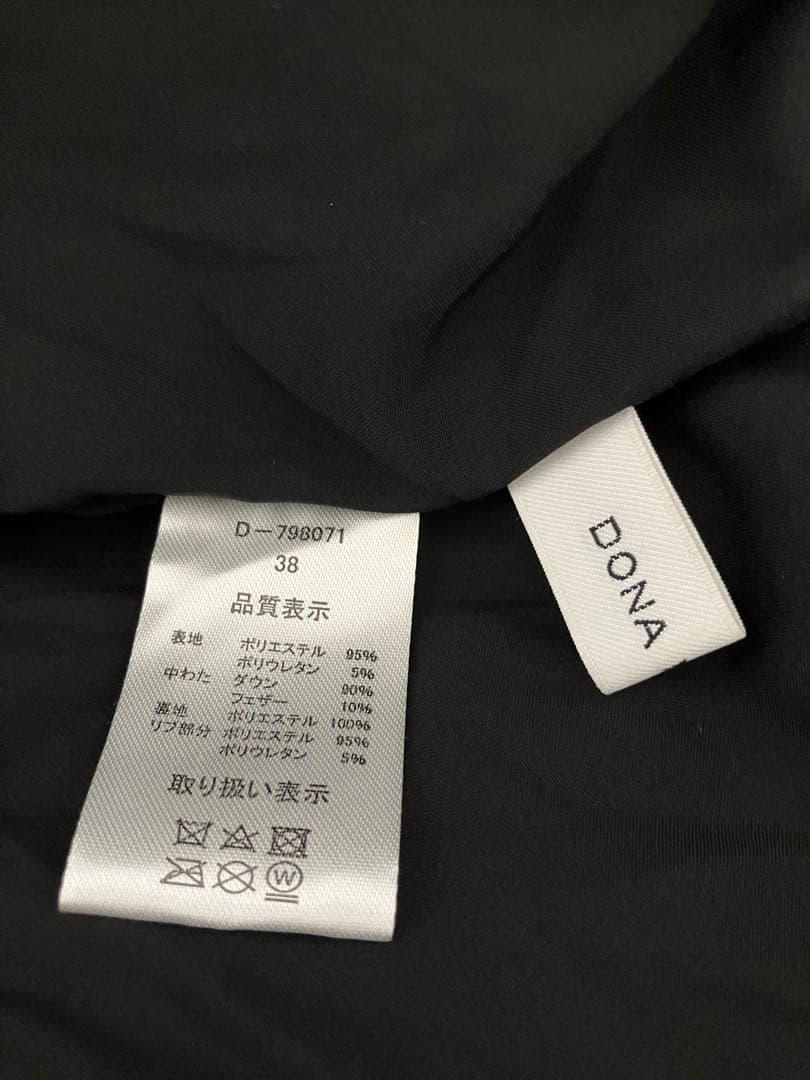 D-798071
38
品質表示
表地 ポリエステル 95%
ポリウレタン 5%
中わた ダウン 90%
フェザー 10%
裏地 ポリエステル 100%
リブ部分 ポリエステル 95%
ポリウレタン 5%
取り扱い表示
W
DONA